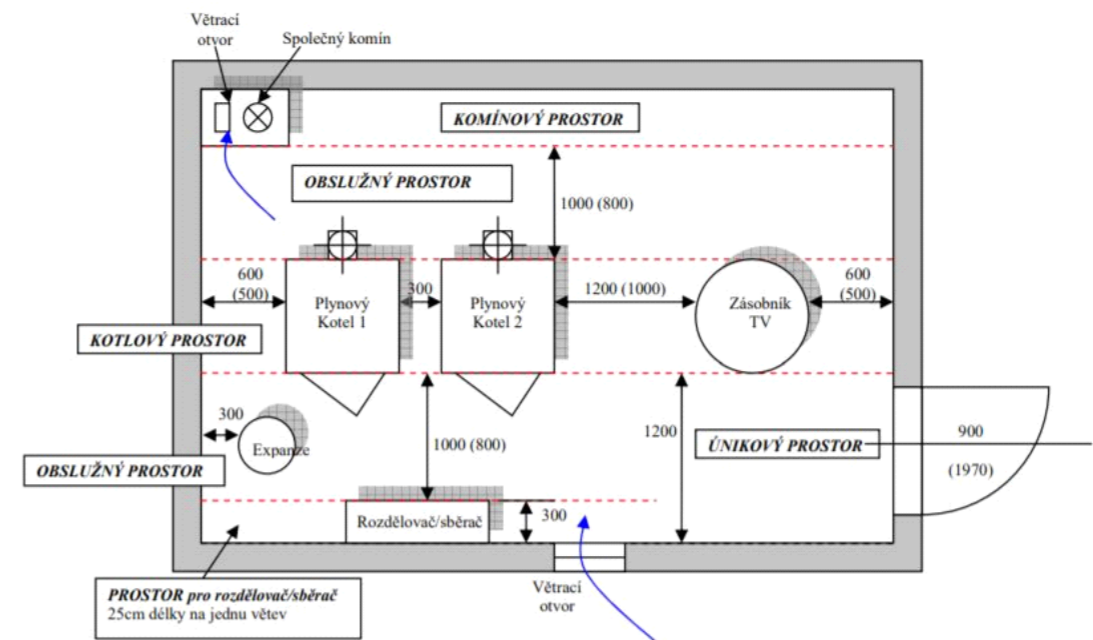 Větrací
otvor
Společný komín
KOMÍNOVÝ PROSTOR
OBSLUŽNÝ PROSTOR
1000 (800)
600
(500)
300
1200 (1000)
600
(500)
Plynový
Kotel 1
Plynový
Kotel 2
Zásobník
TV
KOTLOVÝ PROSTOR
300
Expanze
1000 (800)
1200
ÚNIKOVÝ PROSTOR
900
(1970)
OBSLUŽNÝ PROSTOR
Rozdělovač/sběrač
300
PROSTOR pro rozdělovač/sběrač
25cm délky na jednu větev
Větrací
otvor